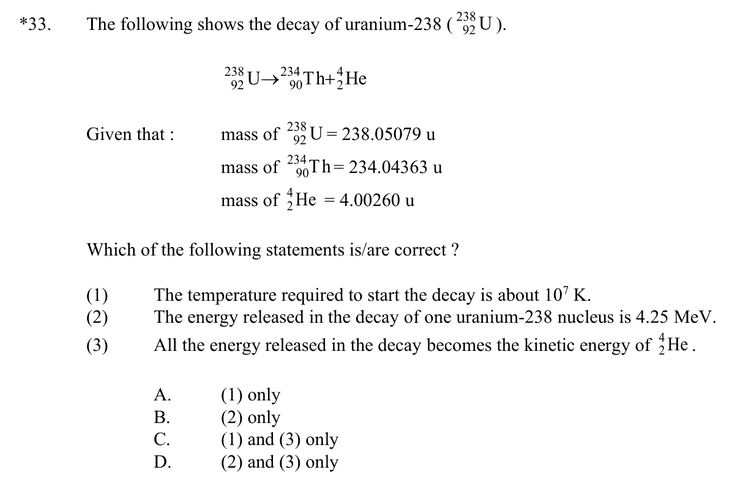 *33. The following shows the decay of uranium-238 ( ²³⁸₉₂U ).
²³⁸₉₂U→²³⁴₉₀Th+⁴₂He
Given that : mass of ²³⁸₉₂U = 238.05079 u
mass of ²³⁴₉₀Th= 234.04363 u
mass of ⁴₂He = 4.00260 u
Which of the following statements is/are correct ?
(1) The temperature required to start the decay is about 10⁷ K.
(2) The energy released in the decay of one uranium-238 nucleus is 4.25 MeV.
(3) All the energy released in the decay becomes the kinetic energy of ⁴₂He .
A. (1) only
B. (2) only
C. (1) and (3) only
D. (2) and (3) only